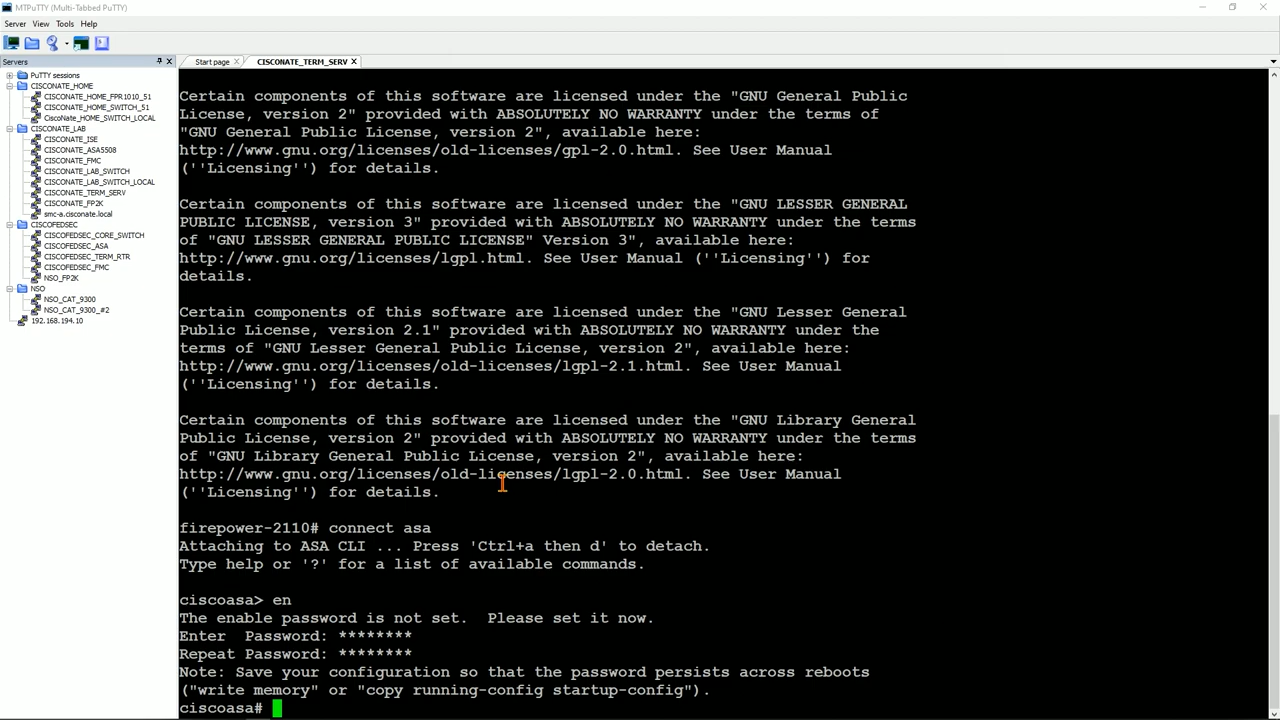 MTPuTTY (Multi-Tabbed PuTTY)
Server View Tools Help
Servers
Start page
CISCONATE_TERM_SERV
PuTTY sessions
CISCONATE_HOME
CISCONATE_HOME_FPR1010_51
CISCONATE_HOME_SWITCH_51
CiscoNate_HOME_SWITCH_LOCAL
CISCONATE_LAB
CISCONATE_ISE
CISCONATE_ASA5508
CISCONATE_FMC
CISCONATE_LAB_SWITCH
CISCONATE_LAB_SWITCH_LOCAL
CISCONATE_TERM_SERV
CISCONATE_FP2K
smc-a.cisconate.local
CISCOFEDSEC
CISCOFEDSEC_CORE_SWITCH
CISCOFEDSEC_ASA
CISCOFEDSEC_TERM_RTR
CISCOFEDSEC_FMC
NSO_FP2K
NSO
NSO_CAT_9300
NSO_CAT_9300_#2
192.168.194.10
Certain components of this software are licensed under the "GNU General Public
License, version 2" provided with ABSOLUTELY NO WARRANTY under the terms of
"GNU General Public License, version 2", available here:
http://www.gnu.org/licenses/old-licenses/gpl-2.0.html. See User Manual
(''Licensing'') for details.
Certain components of this software are licensed under the "GNU LESSER GENERAL
PUBLIC LICENSE, version 3" provided with ABSOLUTELY NO WARRANTY under the terms
of "GNU LESSER GENERAL PUBLIC LICENSE" Version 3", available here:
http://www.gnu.org/licenses/lgpl.html. See User Manual (''Licensing'') for
details.
Certain components of this software are licensed under the "GNU Lesser General
Public License, version 2.1" provided with ABSOLUTELY NO WARRANTY under the
terms of "GNU Lesser General Public License, version 2", available here:
http://www.gnu.org/licenses/old-licenses/lgpl-2.1.html. See User Manual
(''Licensing'') for details.
Certain components of this software are licensed under the "GNU Library General
Public License, version 2" provided with ABSOLUTELY NO WARRANTY under the terms
of "GNU Library General Public License, version 2", available here:
http://www.gnu.org/licenses/old-licenses/lgpl-2.0.html. See User Manual
(''Licensing'') for details.
firepower-2110# connect asa
Attaching to ASA CLI ... Press 'Ctrl+a then d' to detach.
Type help or '?' for a list of available commands.
ciscoasa> en
The enable password is not set.  Please set it now.
Enter  Password: ********
Repeat Password: ********
Note: Save your configuration so that the password persists across reboots
("write memory" or "copy running-config startup-config").
ciscoasa#